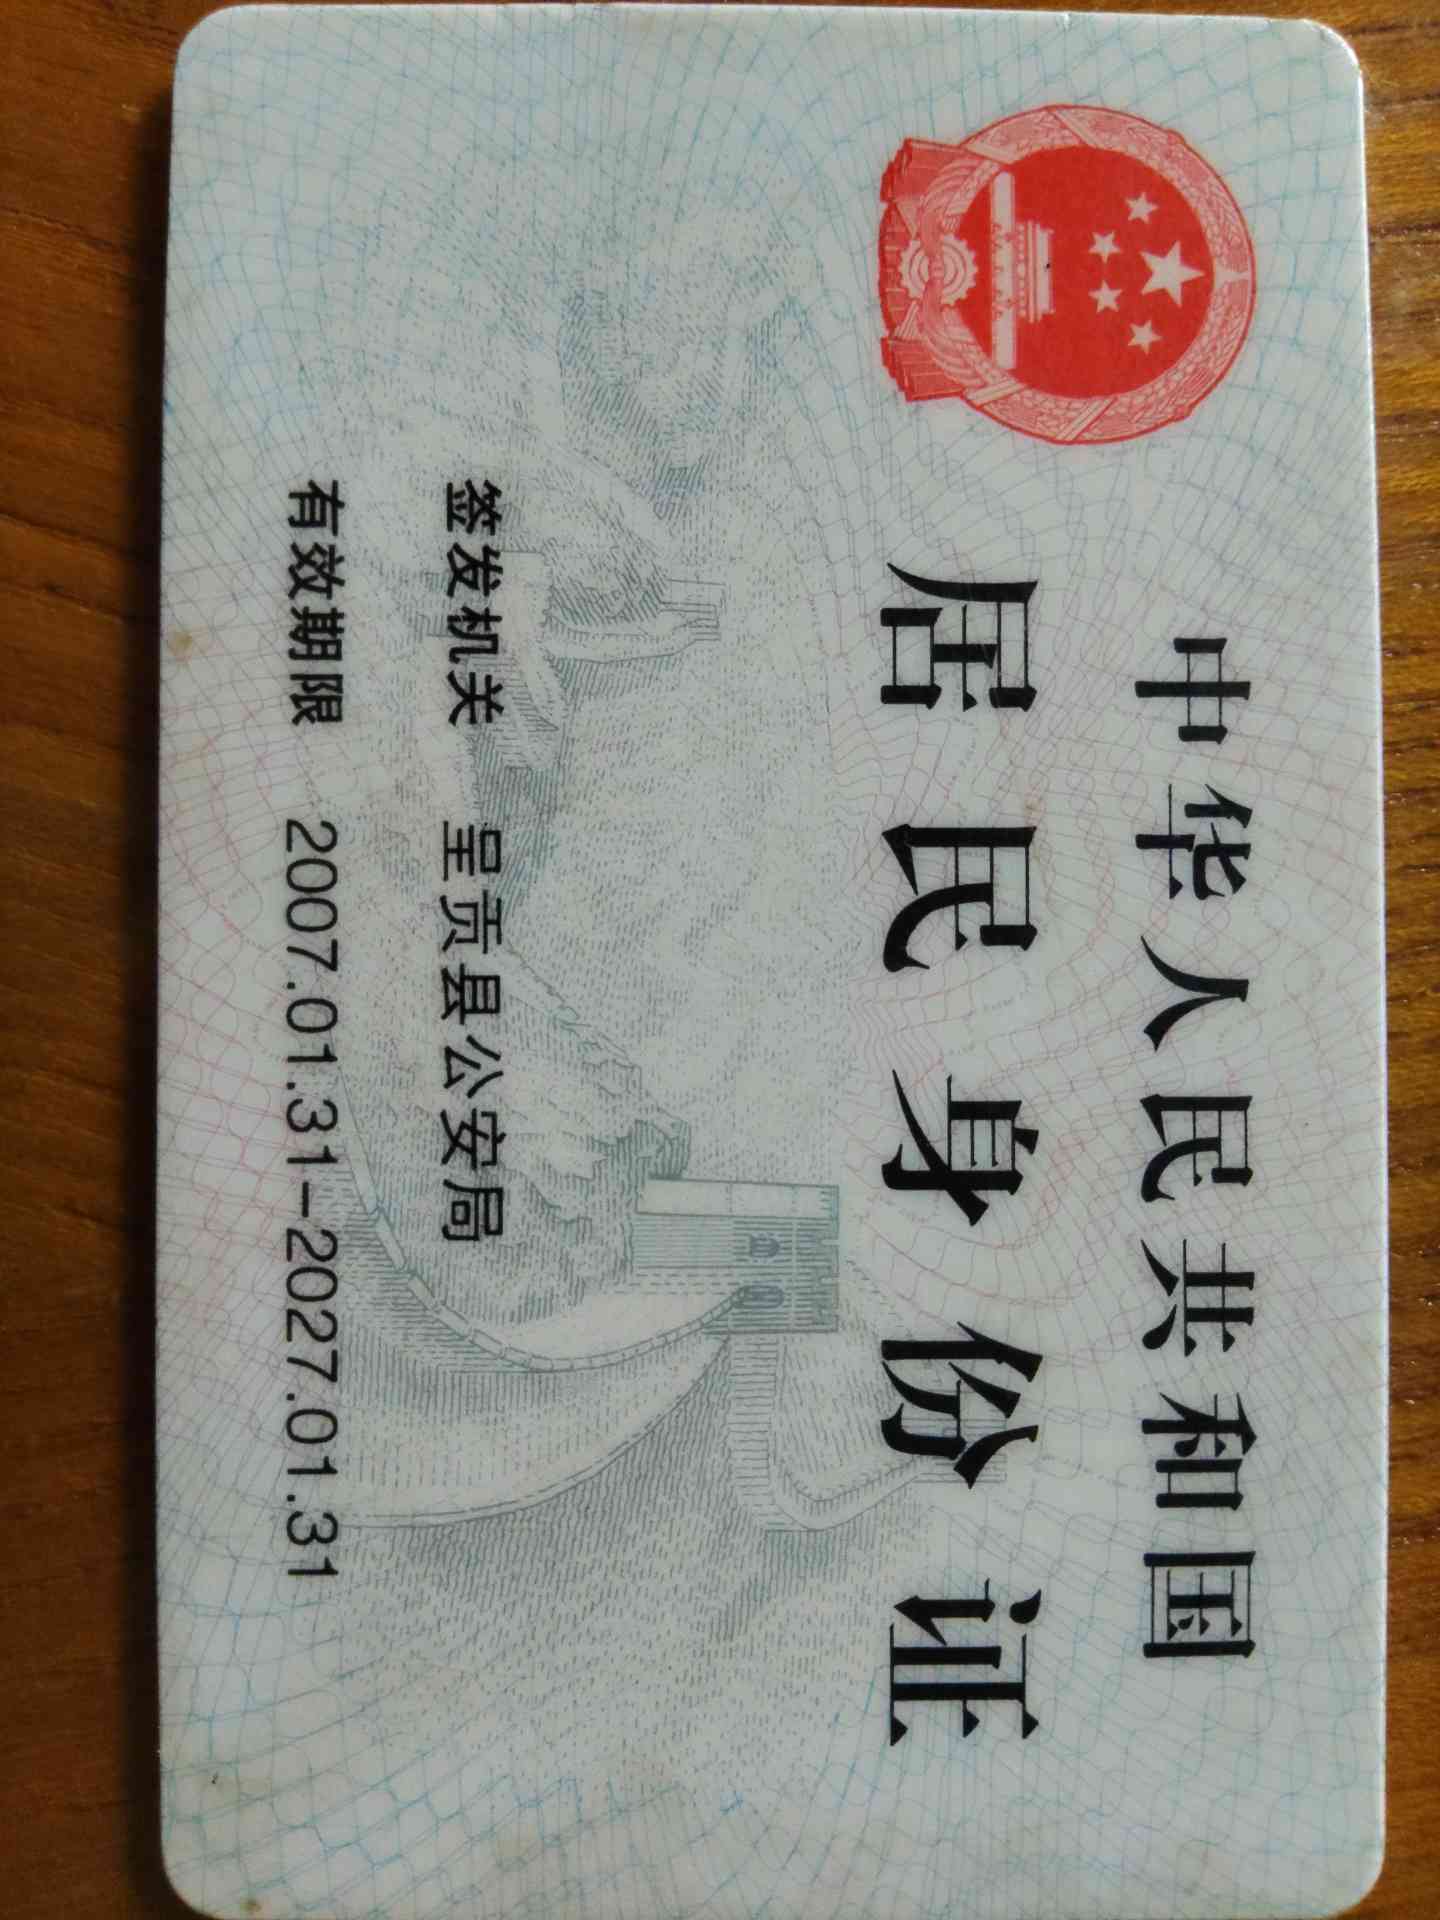 中华人民共和国
居民身份证
签发机关 呈贡县公安局
有效期限 2007.01.31-2027.01.31